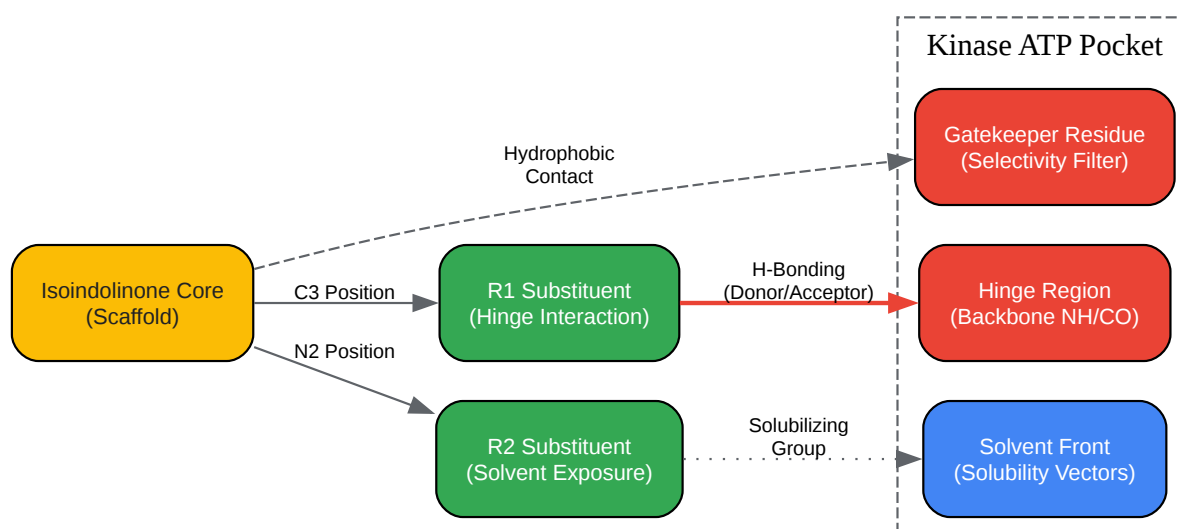 Kinase ATP Pocket
Gatekeeper Residue
(Selectivity Filter)
Hydrophobic
Contact
Isoindolinone Core
(Scaffold)
C3 Position
R1 Substituent
(Hinge Interaction)
H-Bonding
(Donor/Acceptor)
Hinge Region
(Backbone NH/CO)
N2 Position
R2 Substituent
(Solvent Exposure)
Solubilizing
Group
Solvent Front
(Solubility Vectors)